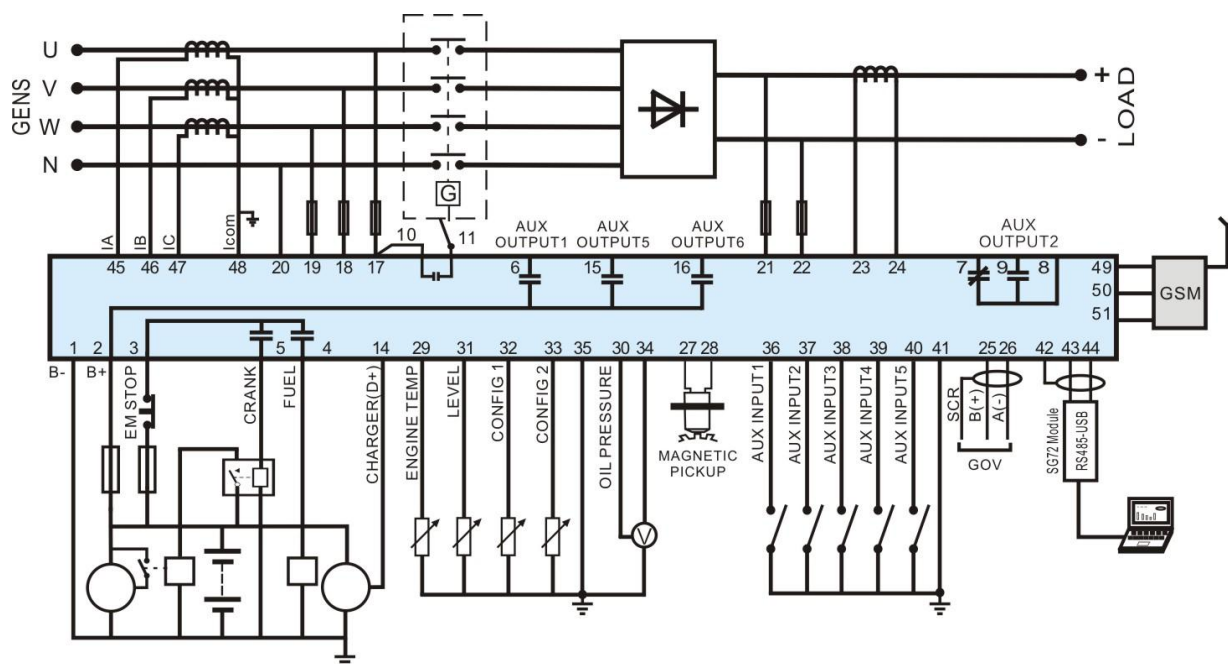 GENS
U
V
W
N
G
+
-
LOAD
IA
IB
IC
Icom
10
11
AUX
OUTPUT1
AUX
OUTPUT5
AUX
OUTPUT6
AUX
OUTPUT2
45
46
47
48
20
19
18
17
6
15
16
21
22
23
24
7
9
8
49
50
51
GSM
1
2
3
5
4
14
29
31
32
33
35
30
34
27
28
36
37
38
39
40
41
25
26
42
43
44
B-
B+
EM STOP
CRANK
FUEL
CHARGER(D+)
ENGINE TEMP
LEVEL
CONFIG 1
CONFIG 2
OIL PRESSURE
V
MAGNETIC
PICKUP
AUX INPUT1
AUX INPUT2
AUX INPUT3
AUX INPUT4
AUX INPUT5
SCR
B(+)
A(-)
GOV
SG72 Module
RS485-USB